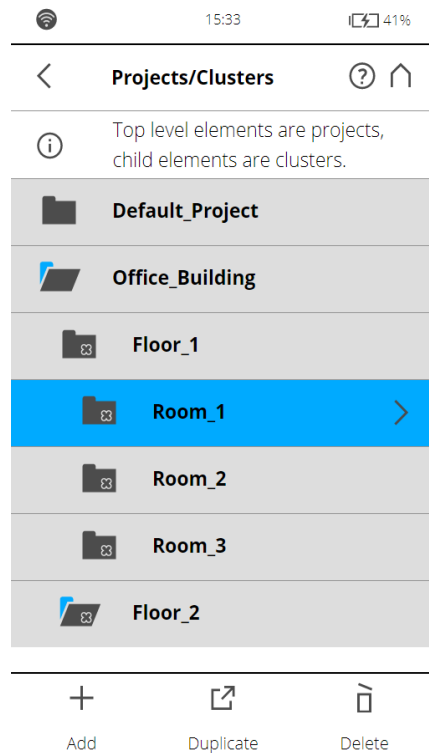 15:33
41%
Projects/Clusters
Top level elements are projects,
child elements are clusters.
Default_Project
Office_Building
Floor_1
Room_1
Room_2
Room_3
Floor_2
Add
Duplicate
Delete